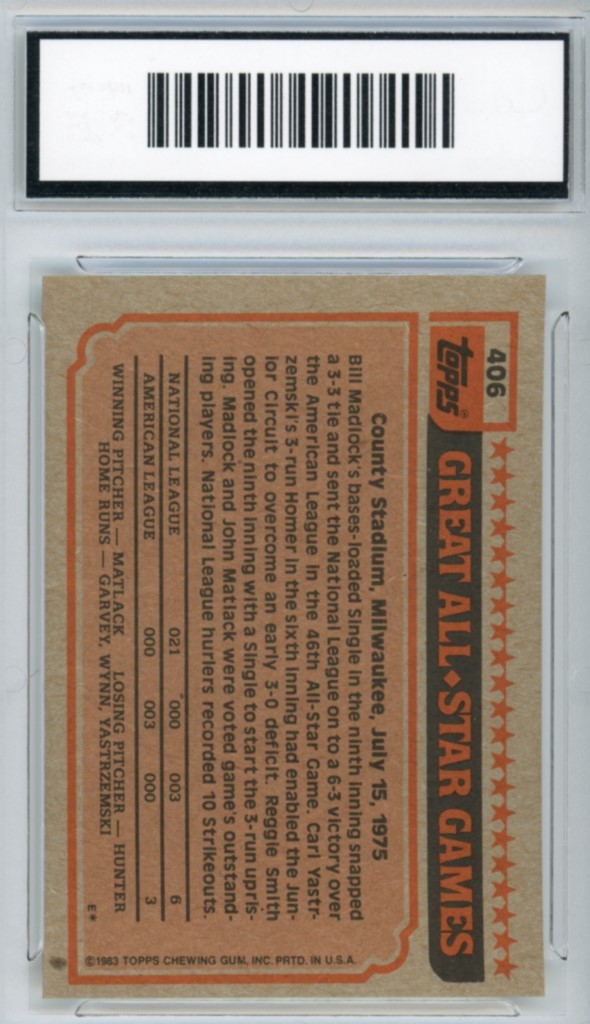 406
topps®
GREAT ALL♦STAR GAMES
County Stadium, Milwaukee, July 15, 1975
Bill Madlock's bases-loaded Single in the ninth inning snapped
a 3-3 tie and sent the National League on to a 6-3 victory over
the American League in the 46th All-Star Game. Carl Yastr-
zemski's 3-run Homer in the sixth inning had enabled the Jun-
ior Circuit to overcome an early 3-0 deficit. Reggie Smith
opened the ninth inning with a Single to start the 3-run upris-
ing. Madlock and John Matlack were voted game's outstand-
ing players. National League hurlers recorded 10 Strikeouts.
NATIONAL LEAGUE 021 000 003 6
AMERICAN LEAGUE 000 003 000 3
WINNING PITCHER — MATLACK LOSING PITCHER — HUNTER
HOME RUNS — GARVEY, WYNN, YASTRZEMSKI
E*
©1983 TOPPS CHEWING GUM, INC. PRTD. IN U.S.A.